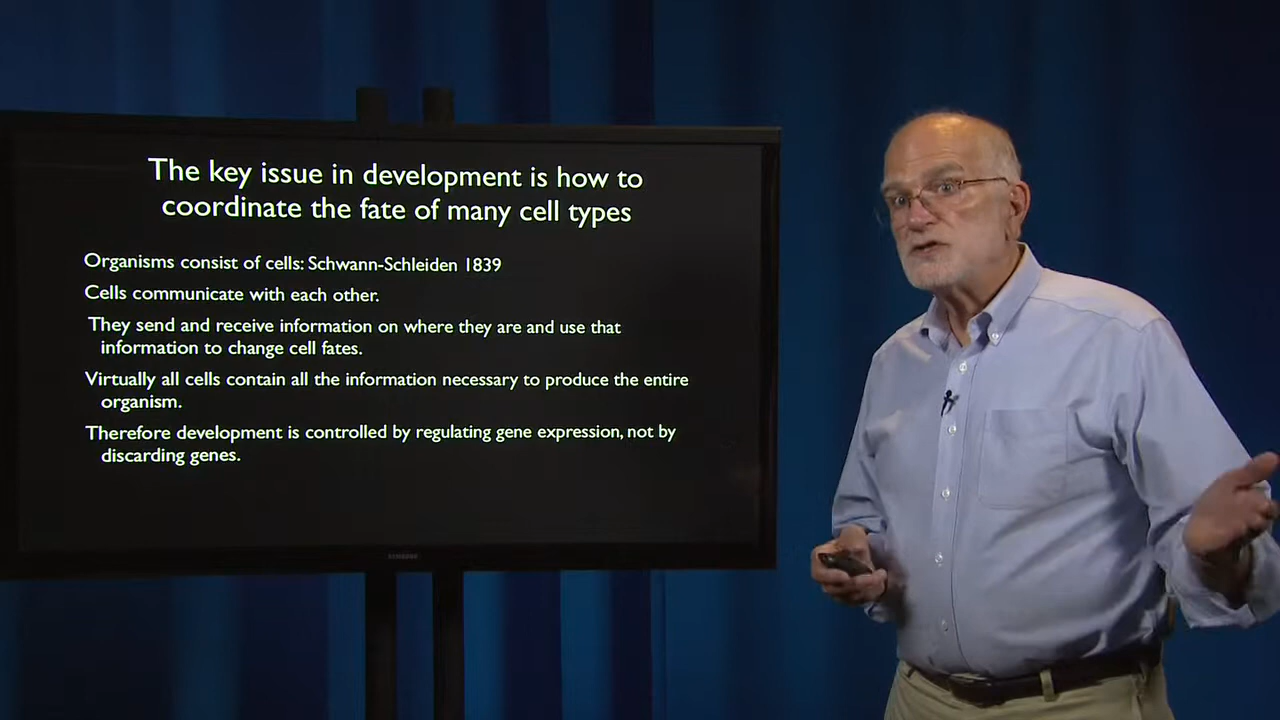 The key issue in development is how to
coordinate the fate of many cell types
Organisms consist of cells: Schwann-Schleiden 1839
Cells communicate with each other.
They send and receive information on where they are and use that
information to change cell fates.
Virtually all cells contain all the information necessary to produce the entire
organism.
Therefore development is controlled by regulating gene expression, not by
discarding genes.
SAMSUNG